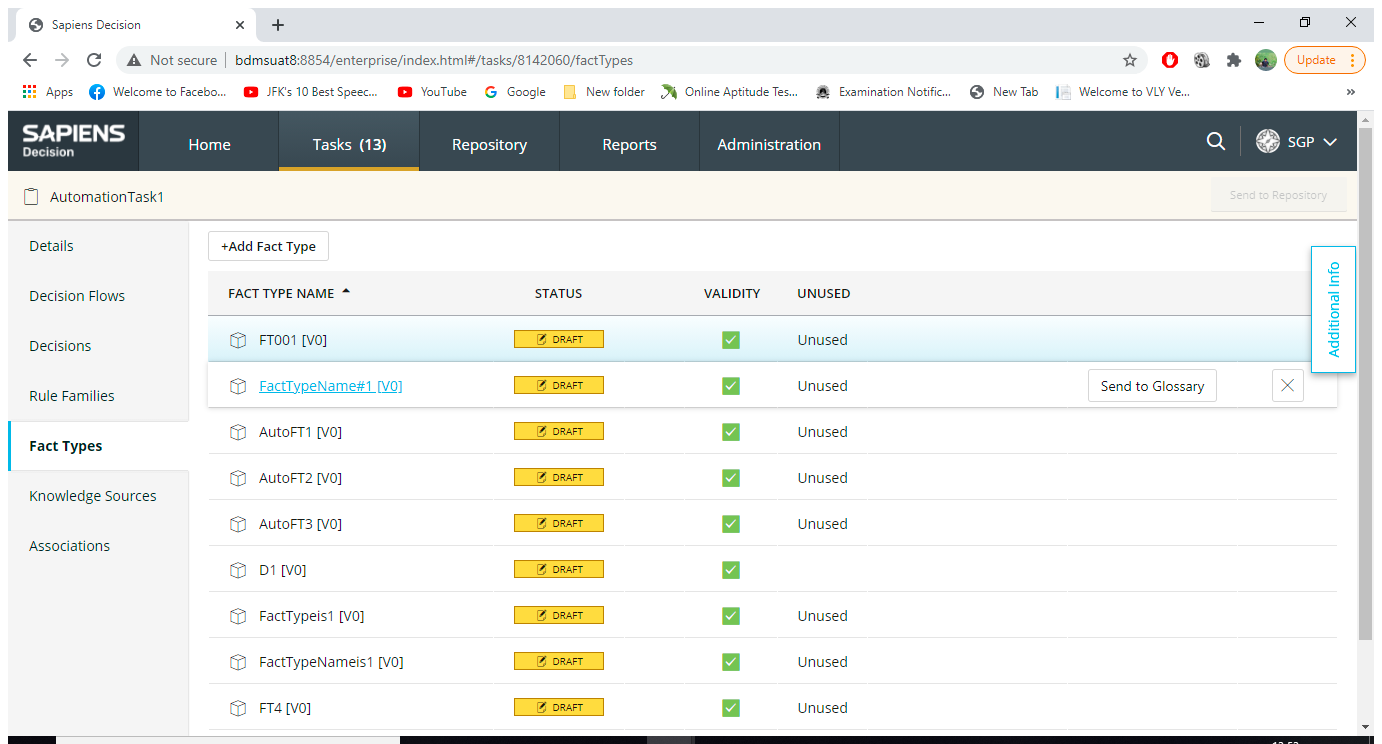 Sapiens Decision
Not secure | bdmsuat8:8854/enterprise/index.html#/tasks/8142060/factTypes
Update
Apps Welcome to Facebo... JFK's 10 Best Speec... YouTube Google New folder Online Aptitude Tes... Examination Notific... New Tab Welcome to VLY Ve... »
SAPIENS
Decision
Home Tasks (13) Repository Reports Administration SGP
AutomationTask1 Send to Repository
Details
Decision Flows
Decisions
Rule Families
Fact Types
Knowledge Sources
Associations
+Add Fact Type
Additional Info
FACT TYPE NAME STATUS VALIDITY UNUSED
FT001 [V0] DRAFT Unused
FactTypeName#1 [V0] DRAFT Unused Send to Glossary
AutoFT1 [V0] DRAFT Unused
AutoFT2 [V0] DRAFT Unused
AutoFT3 [V0] DRAFT Unused
D1 [V0] DRAFT
FactTypeis1 [V0] DRAFT Unused
FactTypeNameis1 [V0] DRAFT Unused
FT4 [V0] DRAFT Unused